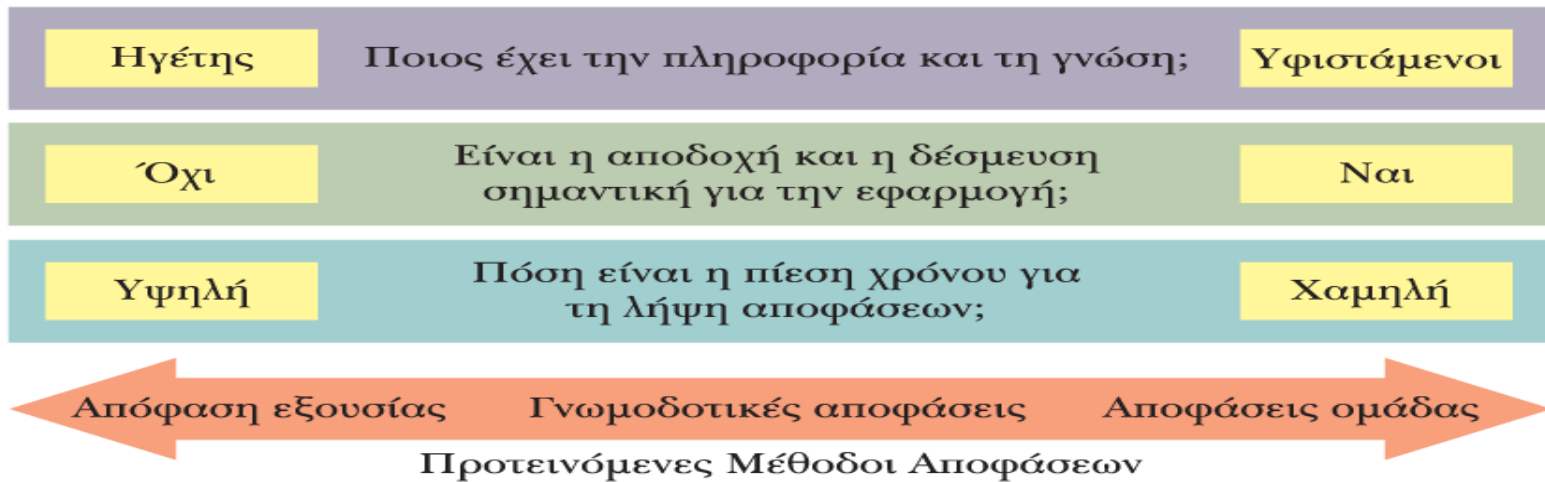 Ηγέτης Ποιος έχει την πληροφορία και τη γνώση; Υφιστάμενοι
Όχι Είναι η αποδοχή και η δέσμευση Ναι
σημαντική για την εφαρμογή;
Υψηλή Πόση είναι η πίεση χρόνου για Χαμηλή
τη λήψη αποφάσεων;
Απόφαση εξουσίας Γνωμοδοτικές αποφάσεις Αποφάσεις ομάδας
Προτεινόμενες Μέθοδοι Αποφάσεων